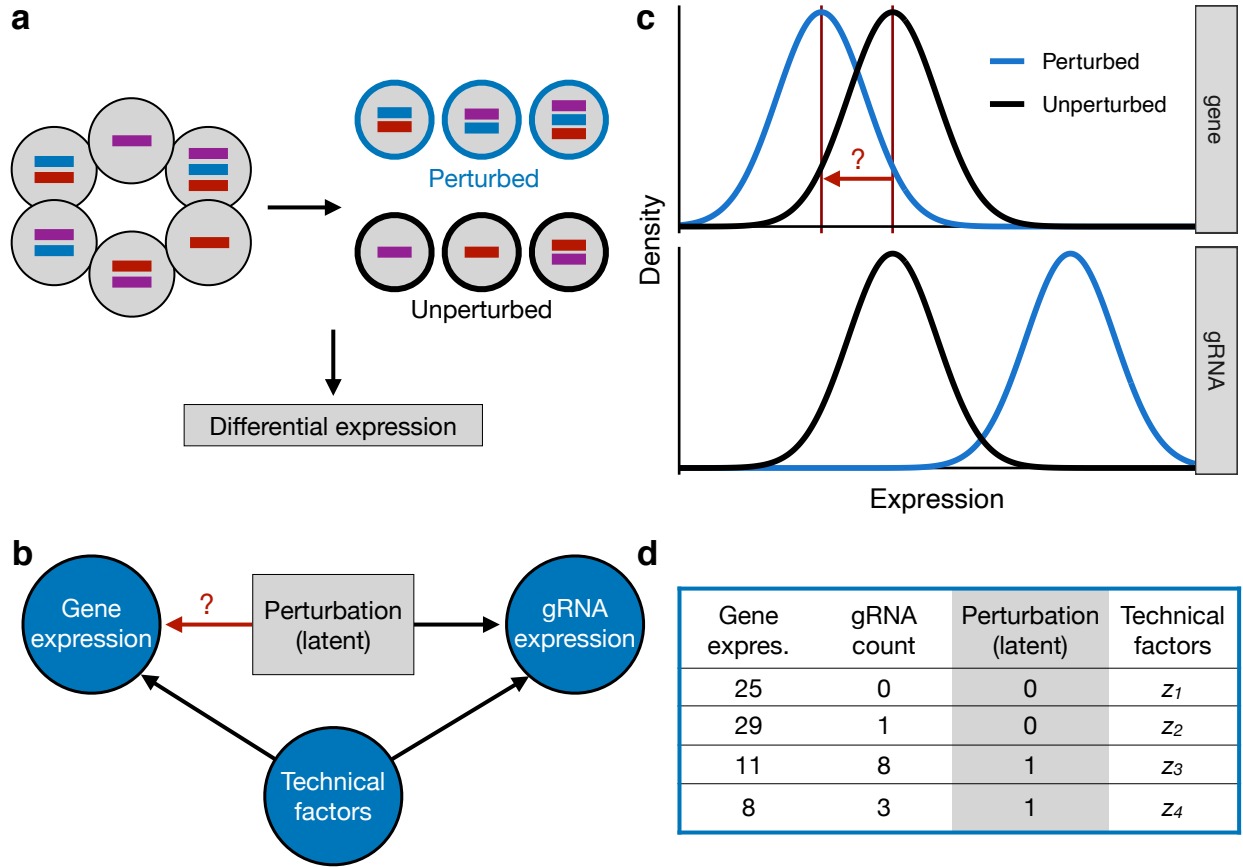 a
Perturbed
Unperturbed
Differential expression
b
Gene
expression
?
Perturbation
(latent)
gRNA
expression
Technical
factors
c
Perturbed
Unperturbed
?
gene
Density
gRNA
Expression
d
Gene expres. gRNA count Perturbation (latent) Technical factors
25 0 0 z1
29 1 0 z2
11 8 1 z3
8 3 1 z4